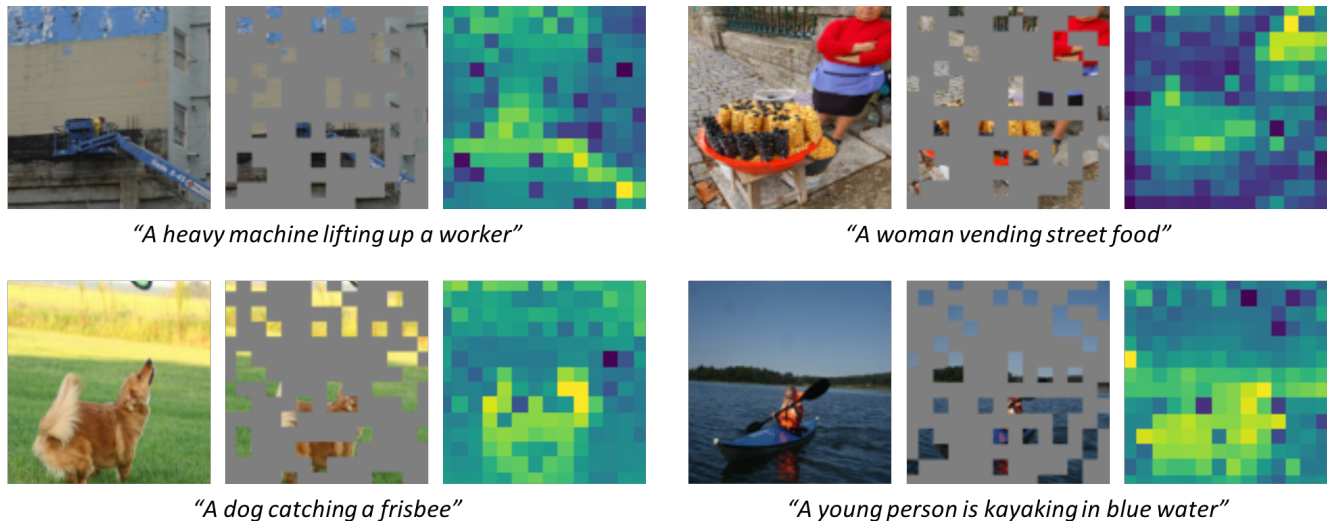 "A heavy machine lifting up a worker"
"A woman vending street food"
"A dog catching a frisbee"
"A young person is kayaking in blue water"